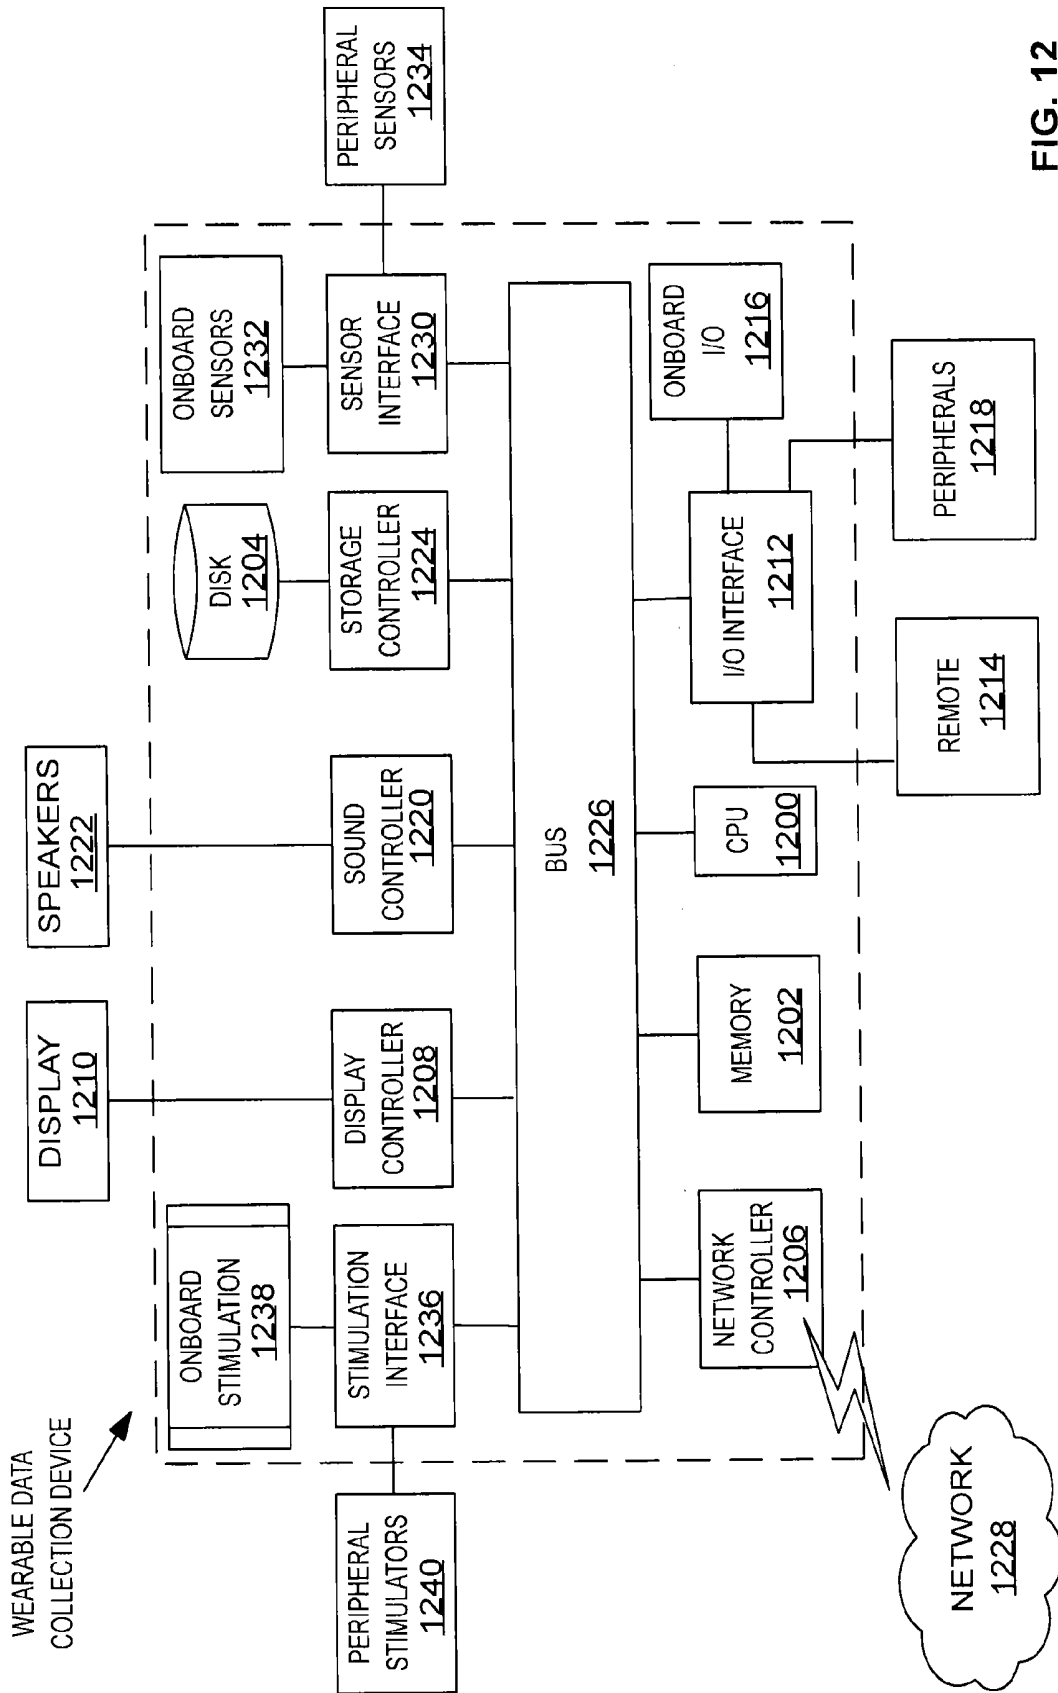 WEARABLE DATA
COLLECTION DEVICE
DISPLAY
1210
SPEAKERS
1222
ONBOARD
STIMULATION
1238
DISK
1204
ONBOARD
SENSORS
1232
PERIPHERAL
STIMULATORS
1240
STIMULATION
INTERFACE
1236
DISPLAY
CONTROLLER
1208
SOUND
CONTROLLER
1220
STORAGE
CONTROLLER
1224
SENSOR
INTERFACE
1230
PERIPHERAL
SENSORS
1234
BUS
1226
NETWORK
CONTROLLER
1206
MEMORY
1202
CPU
1200
I/O INTERFACE
1212
ONBOARD
I/O
1216
NETWORK
1228
REMOTE
1214
PERIPHERALS
1218
FIG. 12